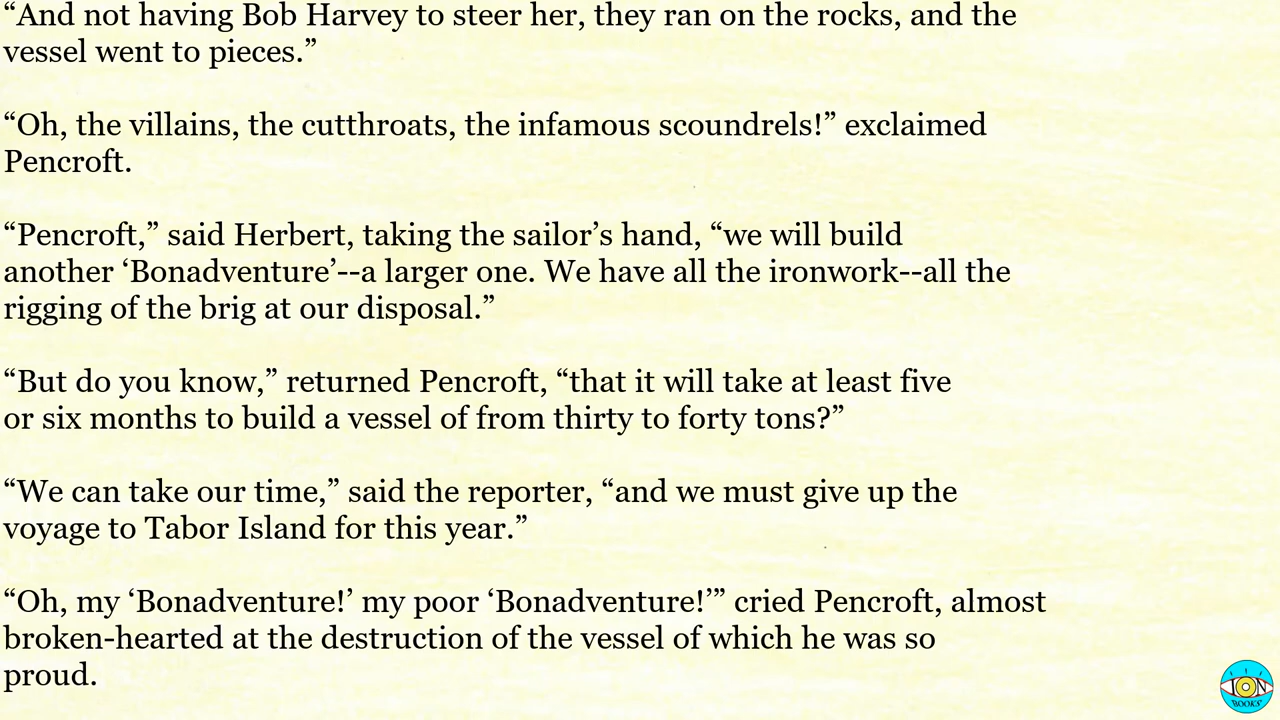 “And not having Bob Harvey to steer her, they ran on the rocks, and the
vessel went to pieces.”
“Oh, the villains, the cutthroats, the infamous scoundrels!” exclaimed
Pencroft.
“Pencroft,” said Herbert, taking the sailor’s hand, “we will build
another ‘Bonadventure’--a larger one. We have all the ironwork--all the
rigging of the brig at our disposal.”
“But do you know,” returned Pencroft, “that it will take at least five
or six months to build a vessel of from thirty to forty tons?”
“We can take our time,” said the reporter, “and we must give up the
voyage to Tabor Island for this year.”
“Oh, my ‘Bonadventure!’ my poor ‘Bonadventure!’” cried Pencroft, almost
broken-hearted at the destruction of the vessel of which he was so
proud.
ION
BOOKS